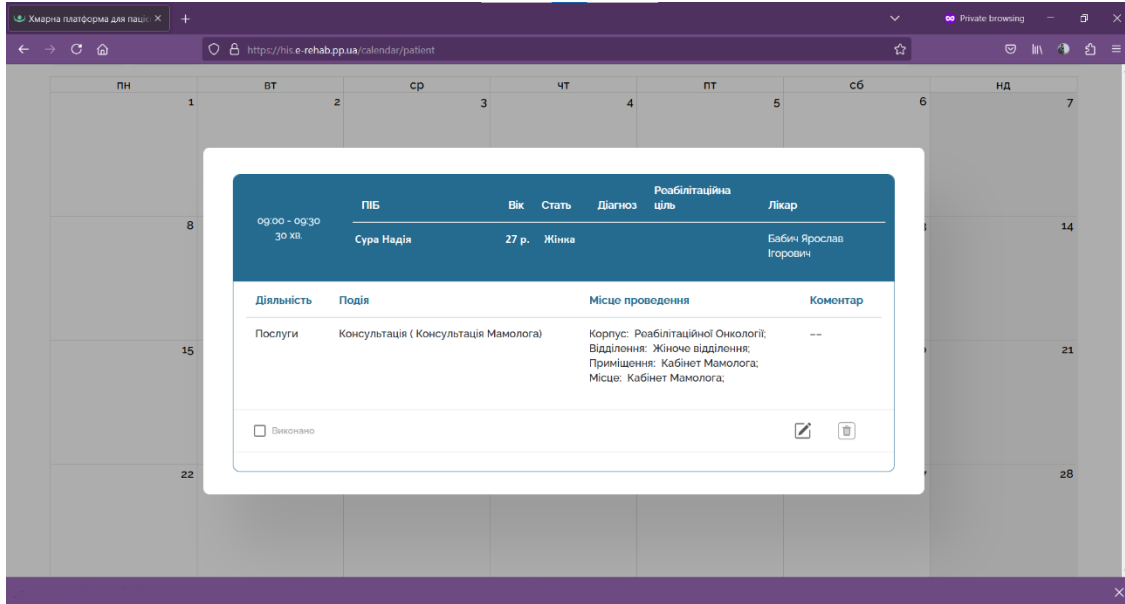 Хмарна платформа для паціє
Private browsing
https://his.e-rehab.pp.ua/calendar/patient
пн вт ср чт пт сб нд
1 2 3 4 5 6 7
Реабілітаційна
ПІБ Вік Стать Діагноз ціль Лікар
8 14
09:00 - 09:30
30 хв.
Сура Надія 27 р. Жінка Бабич Ярослав
Ігорович
Діяльність Подія Місце проведення Коментар
Послуги Консультація ( Консультація Мамолога) Корпус: Реабілітаційної Онкології; --
Відділення: Жіноче відділення;
15 21
Приміщення: Кабінет Мамолога;
Місце: Кабінет Мамолога;
Виконано
22 28